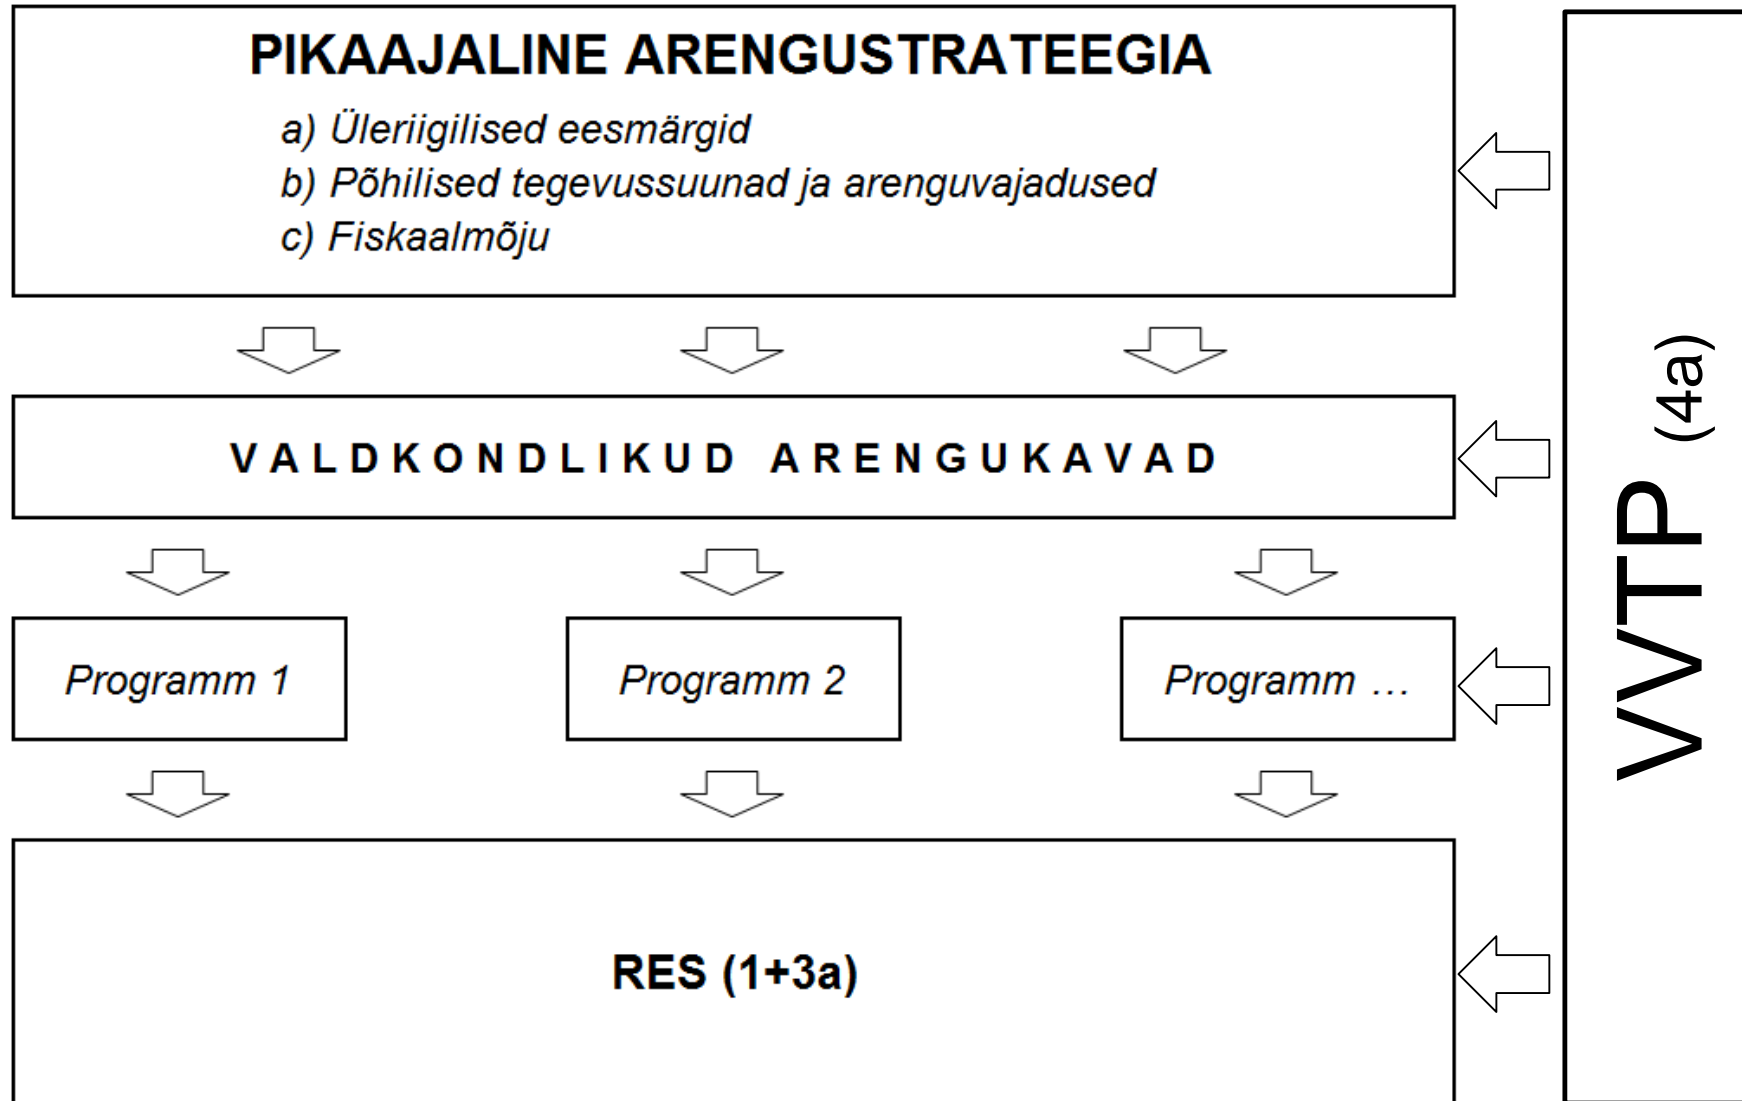 PIKAAJALINE ARENGUSTRATEEGIA
a) Üleriigilised eesmärgid
b) Põhilised tegevussuunad ja arenguvajadused
c) Fiskaalmõju
VALDKONDLIKUD ARENGUKAVAD
Programm 1
Programm 2
Programm …
RES (1+3a)
VVTP (4a)